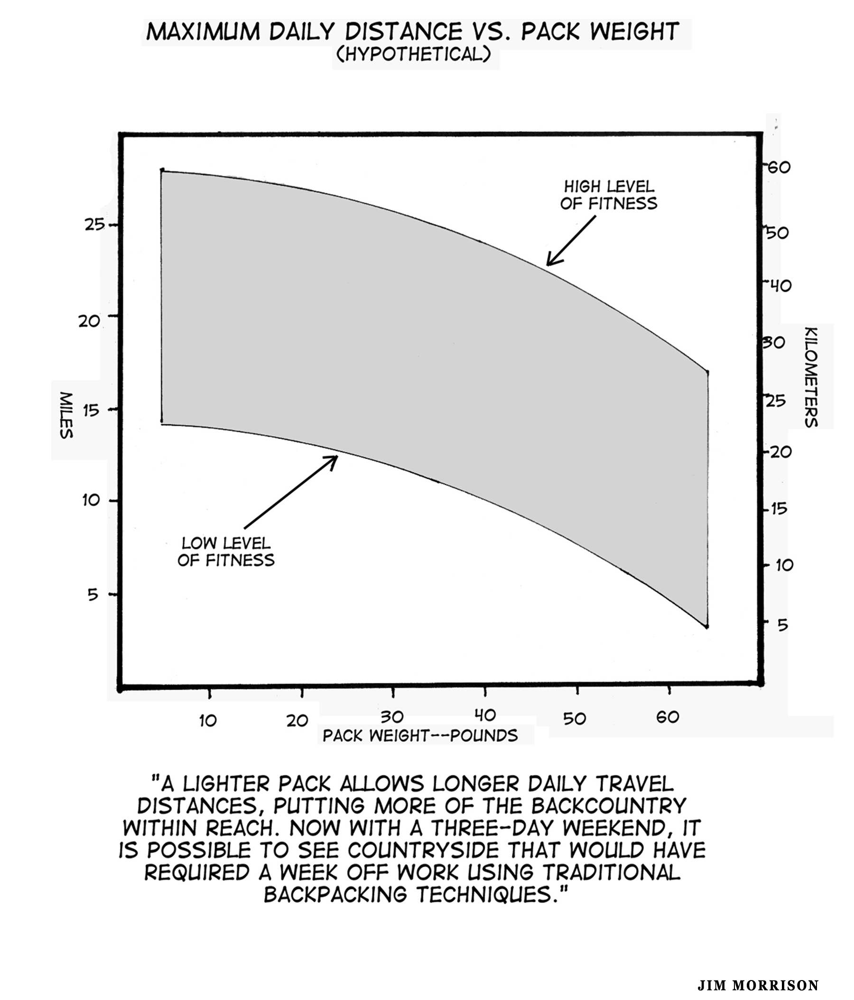 MAXIMUM DAILY DISTANCE VS. PACK WEIGHT
(HYPOTHETICAL)
HIGH LEVEL
OF FITNESS
LOW LEVEL
OF FITNESS
MILES
25
20
15
10
5
KILOMETERS
60
50
40
30
25
20
15
10
5
10 20 30 40 50 60
PACK WEIGHT--POUNDS
"A LIGHTER PACK ALLOWS LONGER DAILY TRAVEL
DISTANCES, PUTTING MORE OF THE BACKCOUNTRY
WITHIN REACH. NOW WITH A THREE-DAY WEEKEND, IT
IS POSSIBLE TO SEE COUNTRYSIDE THAT WOULD HAVE
REQUIRED A WEEK OFF WORK USING TRADITIONAL
BACKPACKING TECHNIQUES."
JIM MORRISON